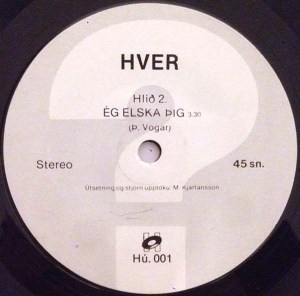 HVER
Hlið 2.
ÉG ELSKA ÞIG 3.30
(Þ. Vogar)
Stereo
45 sn.
Útsetning og stjórn upptöku: M. Kjartansson
Hú. 001